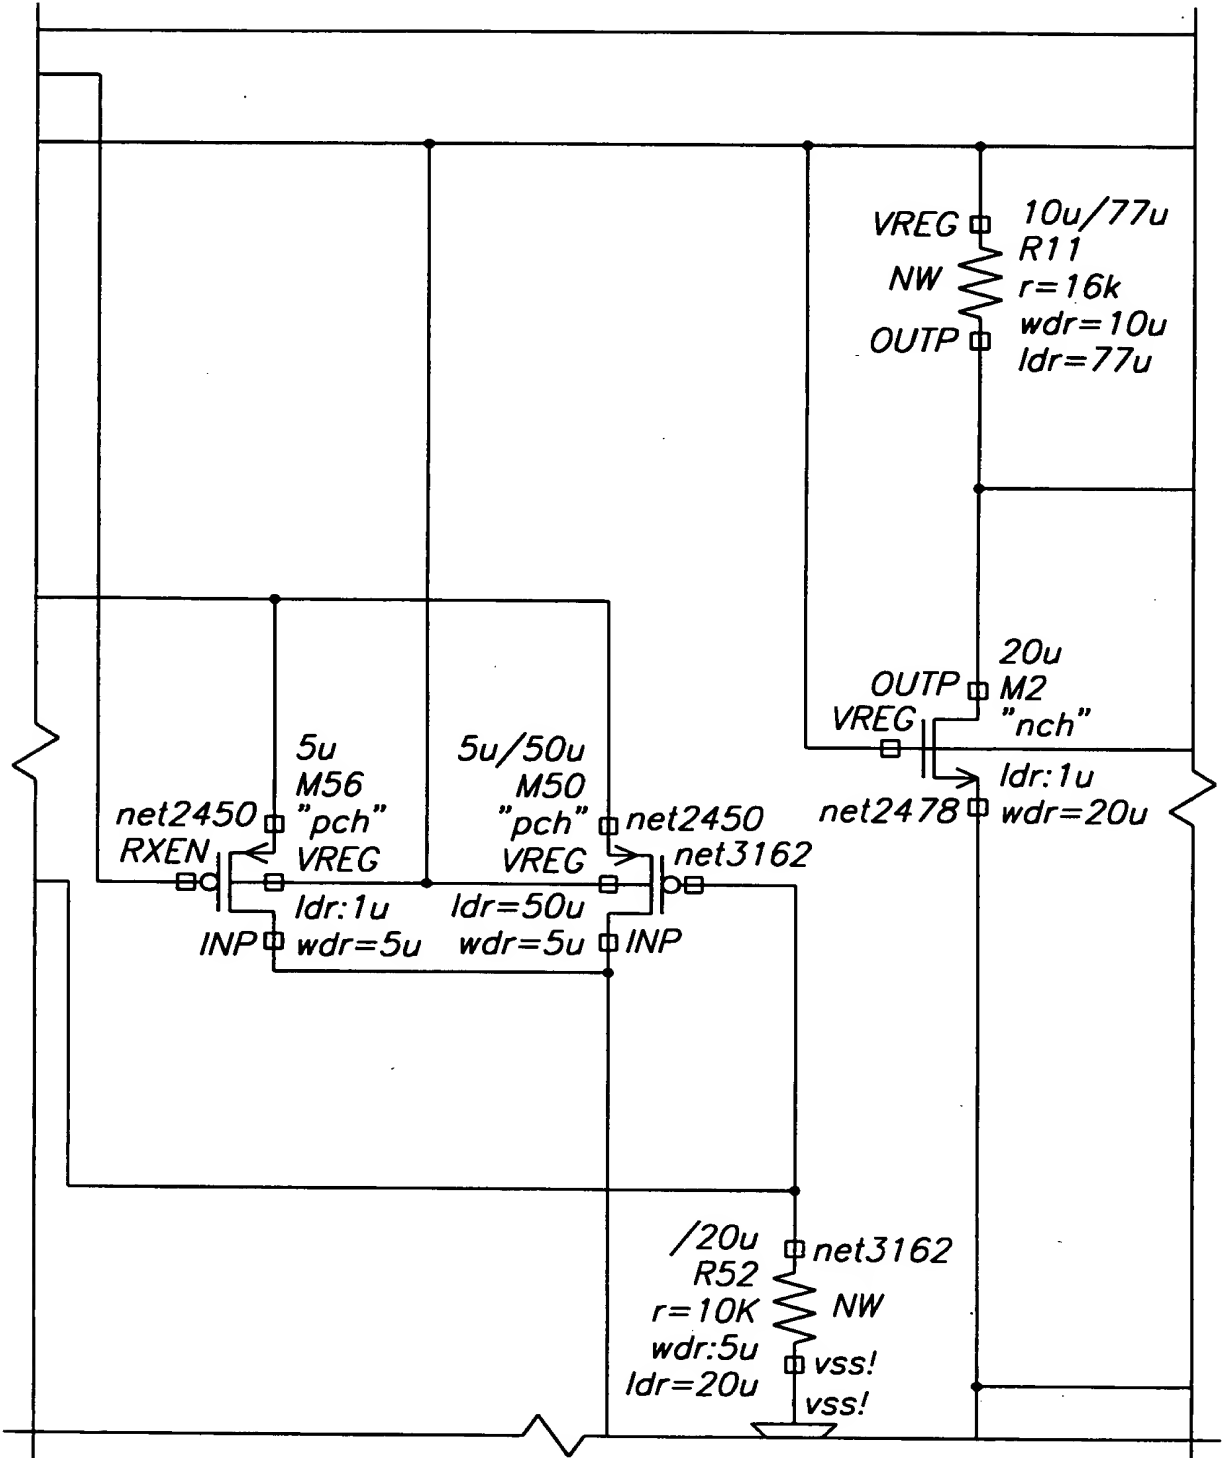 VREG
10u/77u
R11
NW
r=16k
wdr=10u
OUTP
ldr=77u
20u
OUTP
M2
VREG
"nch"
ldr:1u
net2478
wdr=20u
5u
M56
net2450
"pch"
RXEN
VREG
ldr:1u
INP
wdr=5u
5u/50u
M50
"pch"
net2450
VREG
net3162
ldr=50u
wdr=5u
INP
/20u
net3162
R52
r=10K
NW
wdr:5u
vss!
ldr=20u
vss!